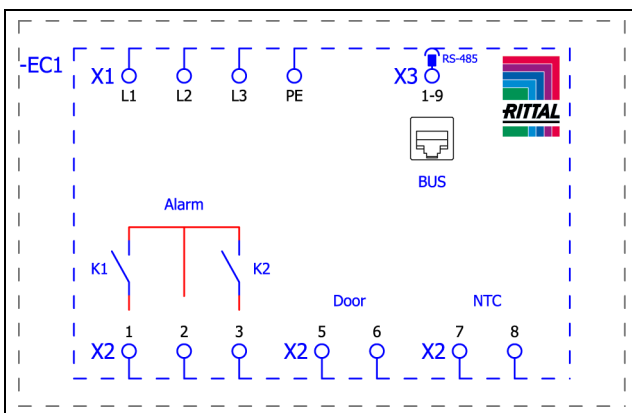 -EC1
X1
L1
L2
L3
PE
X3
RS-485
1-9
RITTAL
BUS
Alarm
K1
K2
Door
NTC
X2
1
2
3
X2
5
6
X2
7
8